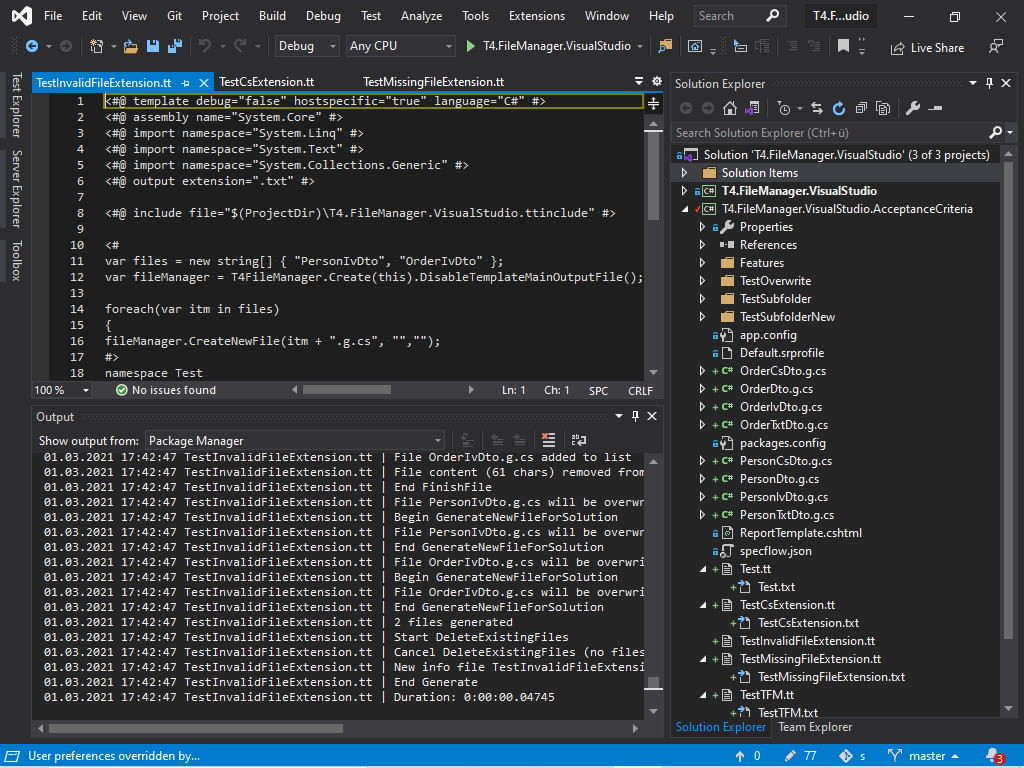 File Edit View Git Project Build Debug Test Analyze Tools Extensions Window Help Search T4.F...udio
Debug Any CPU T4.FileManager.VisualStudio Live Share
Test Explorer
Server Explorer
Toolbox
TestInvalidFileExtension.tt TestCsExtension.tt TestMissingFileExtension.tt
1 <#@ template debug="false" hostspecific="true" language="C#" #>
2 <#@ assembly name="System.Core" #>
3 <#@ import namespace="System.Linq" #>
4 <#@ import namespace="System.Text" #>
5 <#@ import namespace="System.Collections.Generic" #>
6 <#@ output extension=".txt" #>
7
8 <#@ include file="$(ProjectDir)\T4.FileManager.VisualStudio.ttinclude" #>
9
10 <#
11 var files = new string[] { "PersonIvDto", "OrderIvDto" };
12 var fileManager = T4FileManager.Create(this).DisableTemplateMainOutputFile();
13
14 foreach(var itm in files)
15 {
16 fileManager.CreateNewFile(itm + ".g.cs", "","");
17 #>
18 namespace Test
100 % No issues found Ln: 1 Ch: 1 SPC CRLF
Output
Show output from: Package Manager
01.03.2021 17:42:47 TestInvalidFileExtension.tt | File OrderIvDto.g.cs added to list
01.03.2021 17:42:47 TestInvalidFileExtension.tt | File content (61 chars) removed from
01.03.2021 17:42:47 TestInvalidFileExtension.tt | End FinishFile
01.03.2021 17:42:47 TestInvalidFileExtension.tt | File PersonIvDto.g.cs will be overwr
01.03.2021 17:42:47 TestInvalidFileExtension.tt | Begin GenerateNewFileForSolution
01.03.2021 17:42:47 TestInvalidFileExtension.tt | File PersonIvDto.g.cs will be overwr
01.03.2021 17:42:47 TestInvalidFileExtension.tt | End GenerateNewFileForSolution
01.03.2021 17:42:47 TestInvalidFileExtension.tt | File OrderIvDto.g.cs will be overwri
01.03.2021 17:42:47 TestInvalidFileExtension.tt | Begin GenerateNewFileForSolution
01.03.2021 17:42:47 TestInvalidFileExtension.tt | File OrderIvDto.g.cs will be overwri
01.03.2021 17:42:47 TestInvalidFileExtension.tt | End GenerateNewFileForSolution
01.03.2021 17:42:47 TestInvalidFileExtension.tt | 2 files generated
01.03.2021 17:42:47 TestInvalidFileExtension.tt | Start DeleteExistingFiles
01.03.2021 17:42:47 TestInvalidFileExtension.tt | Cancel DeleteExistingFiles (no files
01.03.2021 17:42:47 TestInvalidFileExtension.tt | New info file TestInvalidFileExtensi
01.03.2021 17:42:47 TestInvalidFileExtension.tt | End Generate
01.03.2021 17:42:47 TestInvalidFileExtension.tt | Duration: 0:00:00.04745
Solution Explorer
Search Solution Explorer (Ctrl+ü)
Solution 'T4.FileManager.VisualStudio' (3 of 3 projects)
Solution Items
C# T4.FileManager.VisualStudio
C# T4.FileManager.VisualStudio.AcceptanceCriteria
Properties
References
Features
TestOverwrite
TestSubfolder
TestSubfolderNew
app.config
Default.srprofile
C# OrderCsDto.g.cs
C# OrderDto.g.cs
C# OrderIvDto.g.cs
C# OrderTxtDto.g.cs
packages.config
C# PersonCsDto.g.cs
C# PersonDto.g.cs
C# PersonIvDto.g.cs
C# PersonTxtDto.g.cs
ReportTemplate.cshtml
specflow.json
Test.tt
Test.txt
TestCsExtension.tt
TestCsExtension.txt
TestInvalidFileExtension.tt
TestMissingFileExtension.tt
TestMissingFileExtension.txt
TestTFM.tt
TestTFM.txt
Solution Explorer Team Explorer
User preferences overridden by... 0 77 s master 3